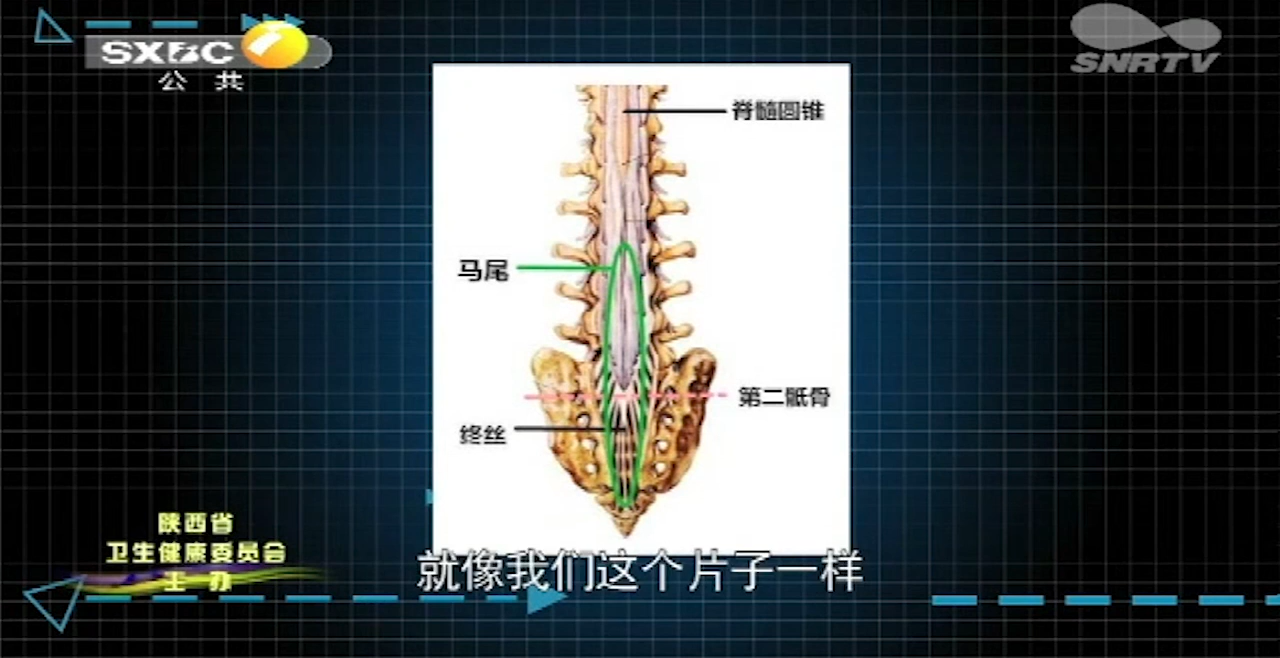 SXBC
公共
SNRTV
脊髓圆锥
马尾
第二骶骨
终丝
陕西省
卫生健康委员会
主办
就像我们这个片子一样